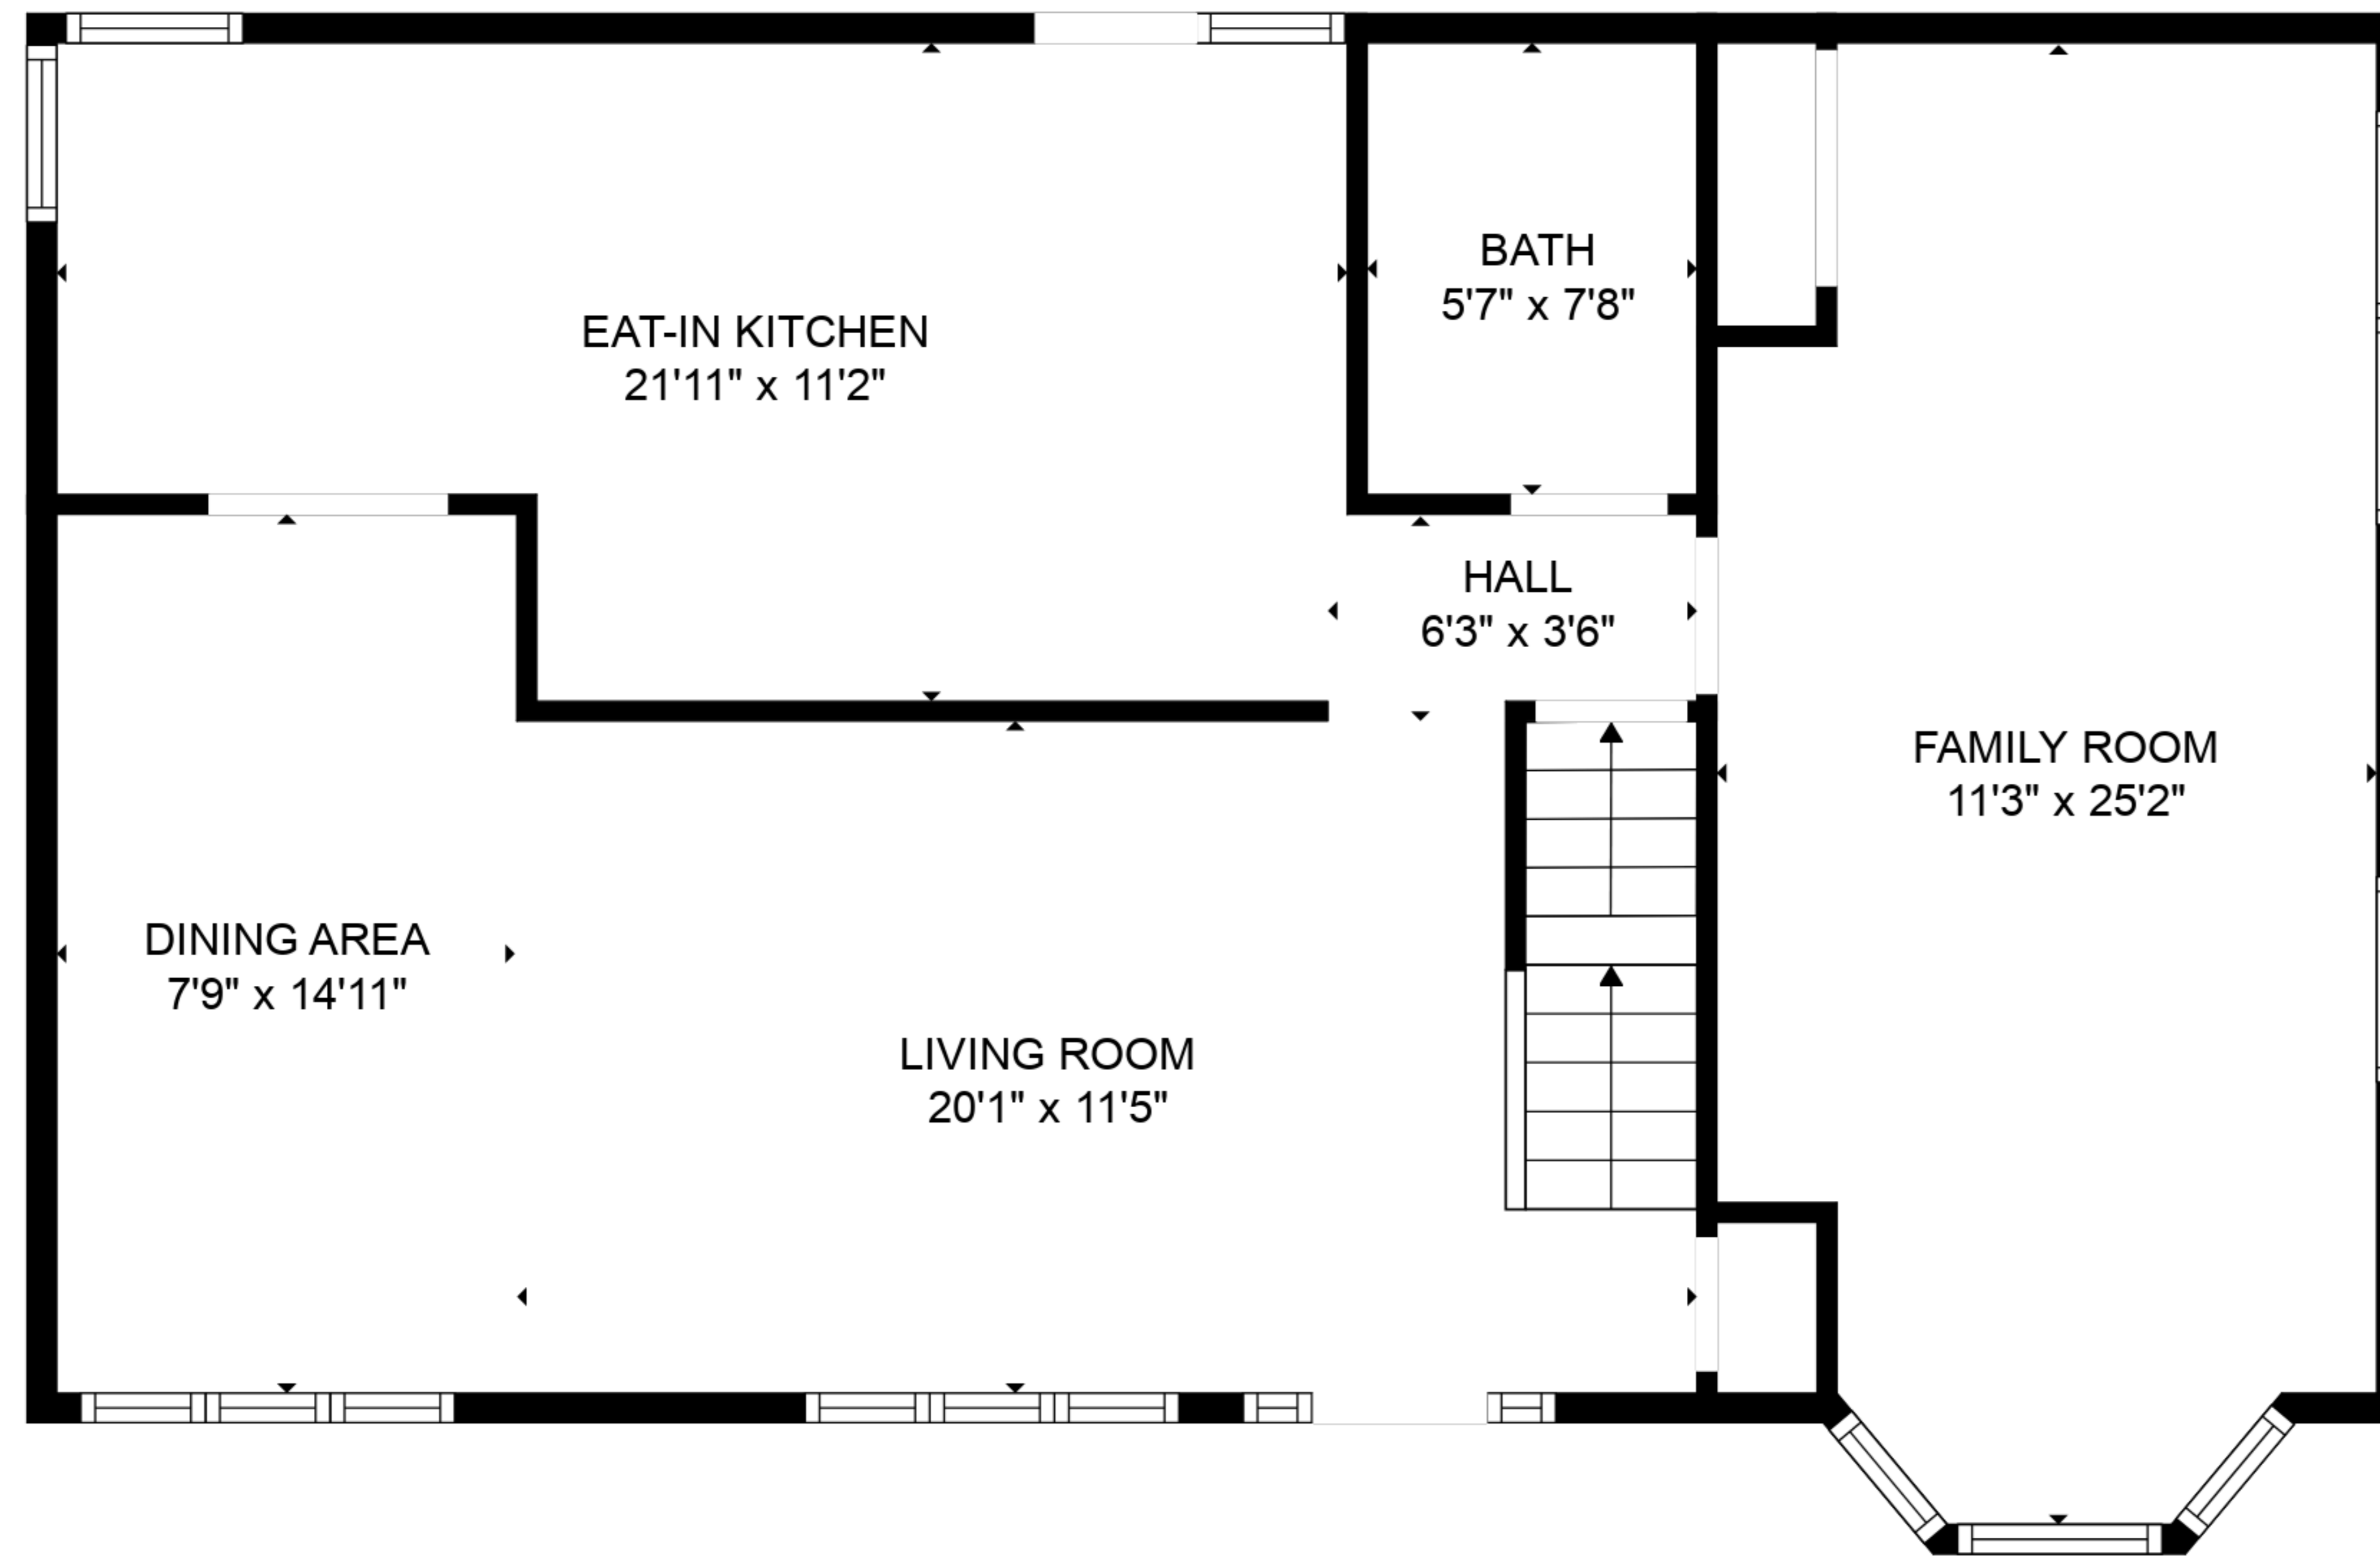 EAT-IN KITCHEN
21'11" x 11'2"
BATH
5'7" x 7'8"
HALL
6'3" x 3'6"
FAMILY ROOM
11'3" x 25'2"
DINING AREA
7'9" x 14'11"
LIVING ROOM
20'1" x 11'5"